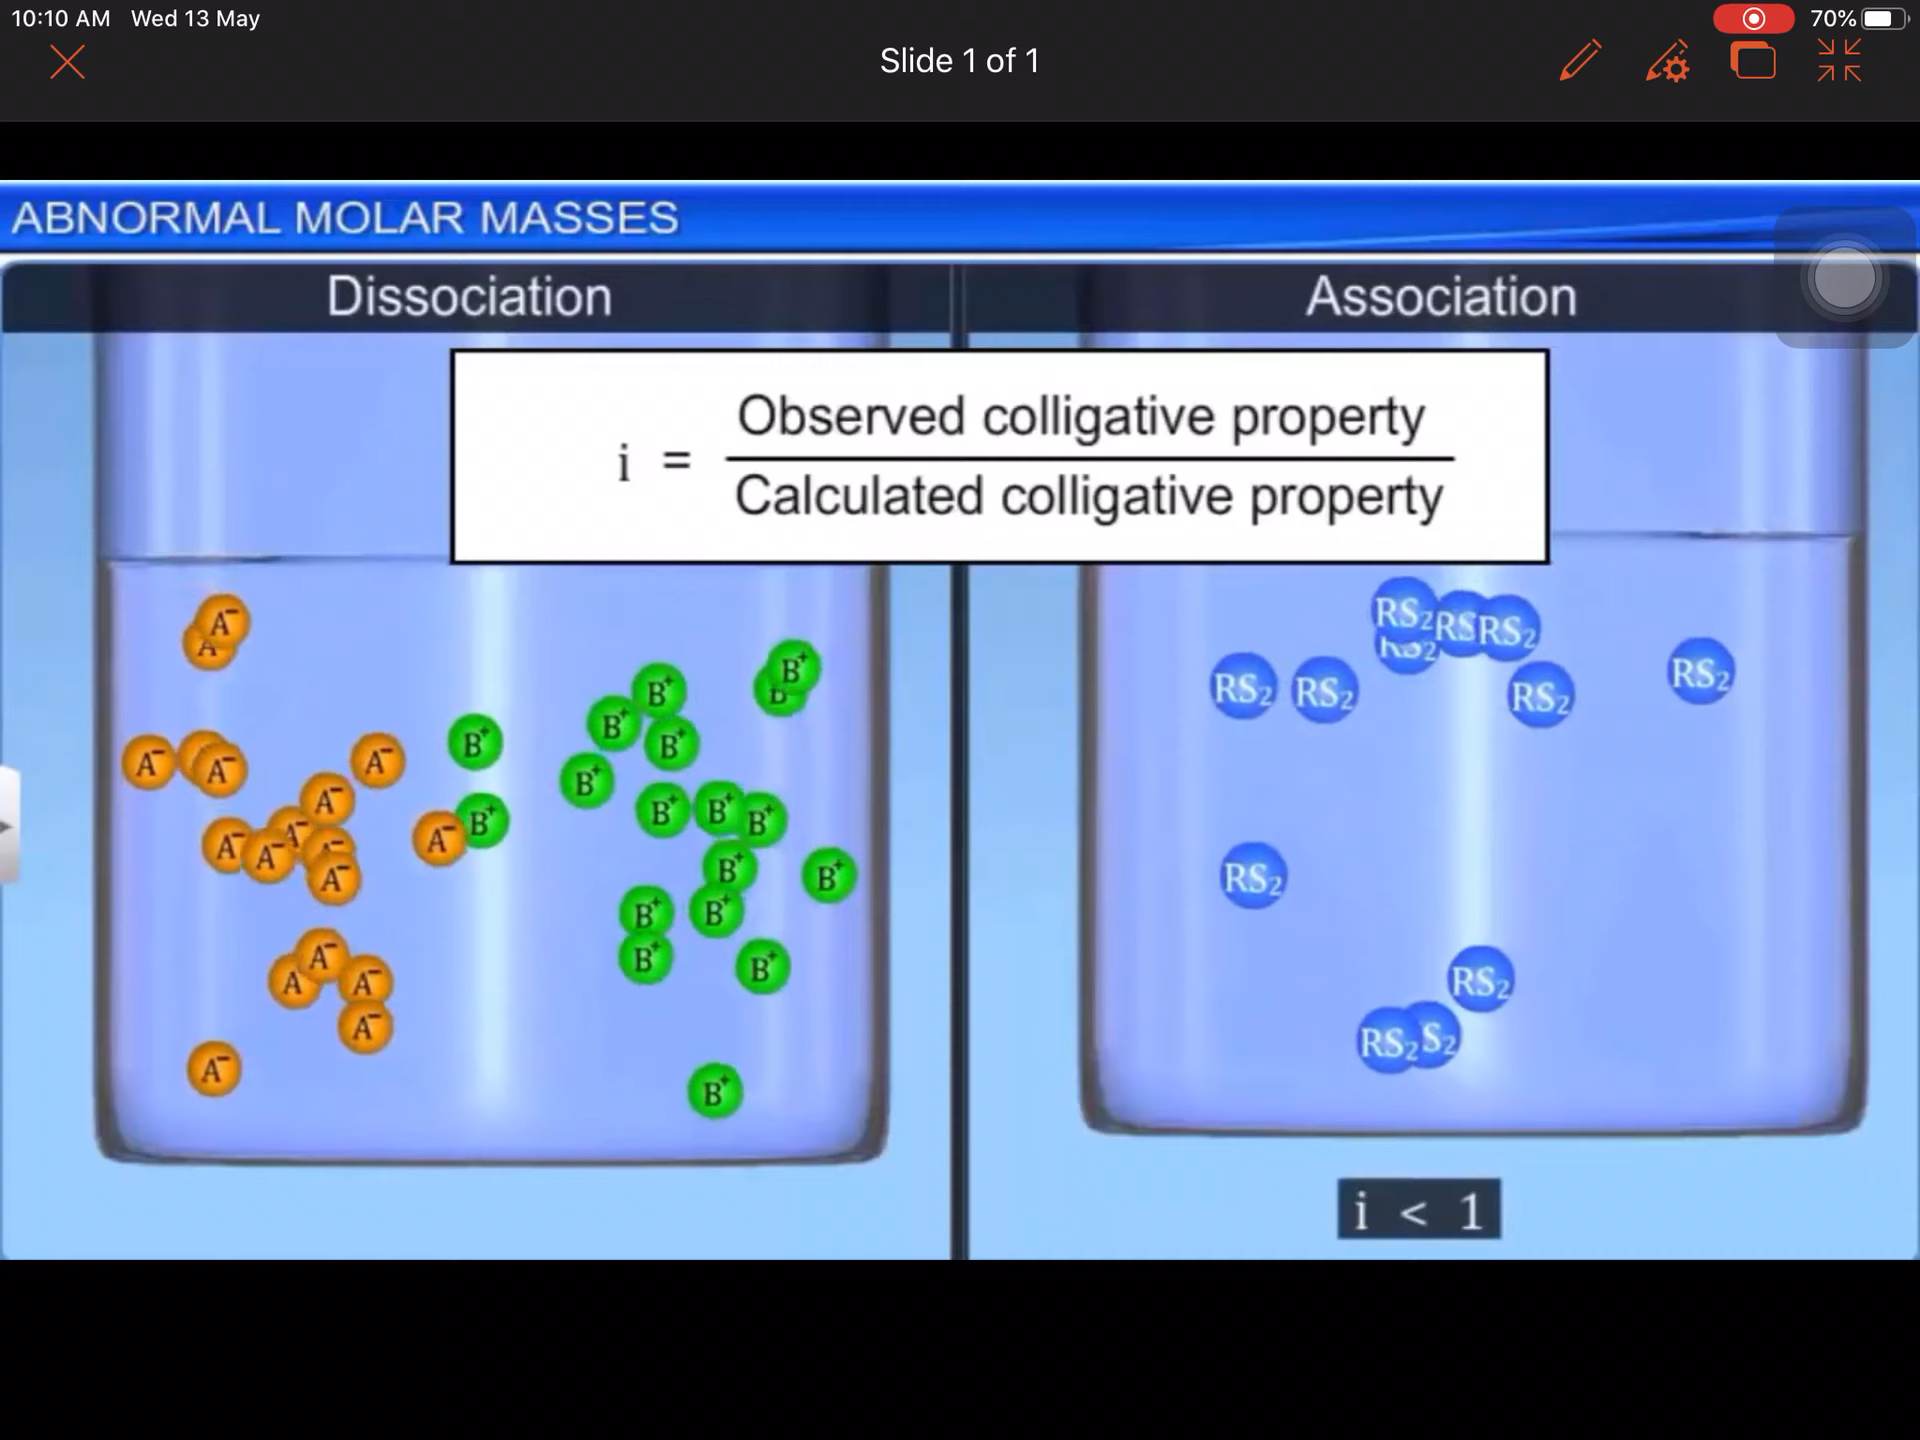 10:10 AM Wed 13 May
70%
Slide 1 of 1
ABNORMAL MOLAR MASSES
Dissociation
Association
i = Observed colligative property
Calculated colligative property
A⁻
A⁻
B⁺
B⁺
B⁺
B⁺
B⁺
B⁺
B⁺
B⁺
A⁻
A⁻
A⁻
A⁻
A⁻
A⁻
A⁻
A⁻
A⁻
A⁻
B⁺
B⁺
B⁺
B⁺
B⁺
B⁺
B⁺
B⁺
B⁺
B⁺
A⁻
A
A⁻
A⁻
A⁻
B⁺
RS₂
RS
RS₂
RS₂
RS₂
RS₂
RS₂
RS₂
RS₂
RS₂
RS₂
S₂
i < 1